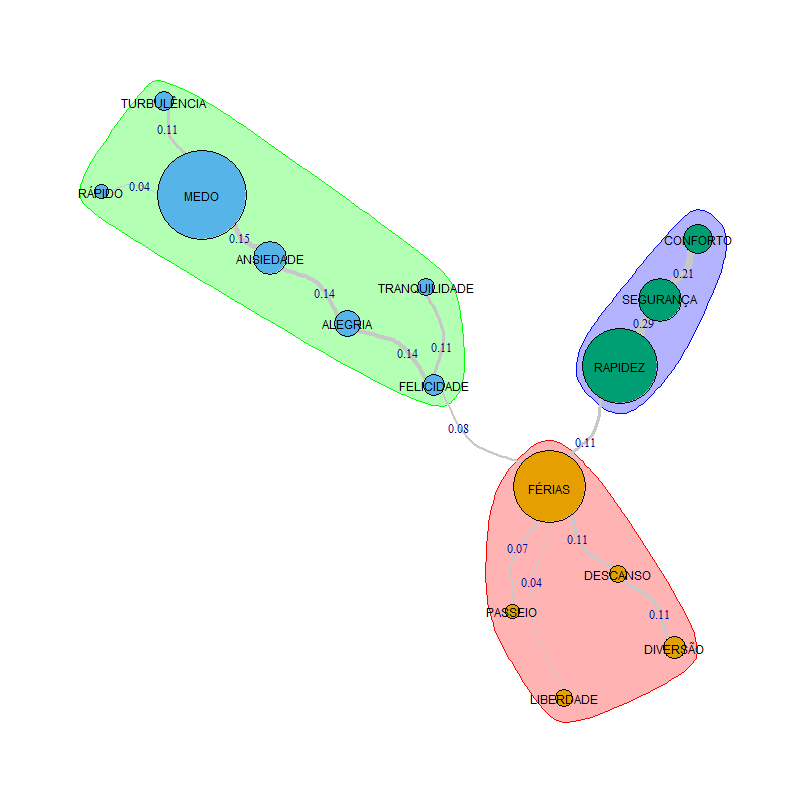 TURBULÊNCIA
0.11
RÁPIDO
0.04
MEDO
0.15
ANSIEDADE
0.14
ALEGRIA
0.14
TRANQUILIDADE
0.11
FELICIDADE
0.08
CONFORTO
0.21
SEGURANÇA
0.29
RAPIDEZ
0.11
FÉRIAS
0.07
0.11
0.04
DESCANSO
PASSEIO
0.11
DIVERSÃO
LIBERDADE